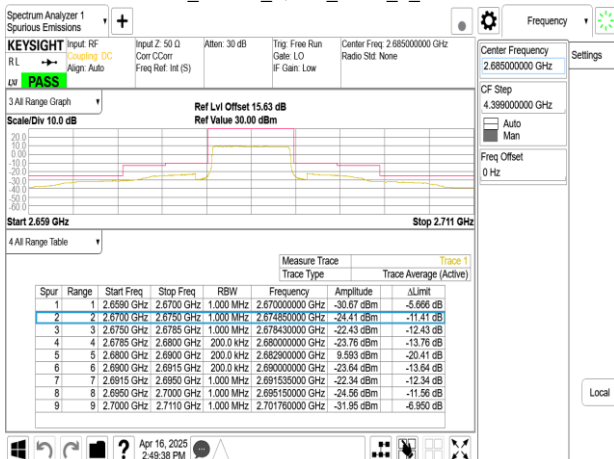 Spectrum Analyzer 1
Spurious Emissions
Frequency
KEYSIGHT Input: RF Input Z: 50 Ω Atten: 30 dB Trig: Free Run Center Freq: 2.685000000 GHz
RL Coupling: DC Corr CCorr Gate: LO Radio Std: None
Align: Auto Freq Ref: Int (S) IF Gain: Low
PASS
Center Frequency
2.685000000 GHz
Settings
CF Step
4.399000000 GHz
Auto
Man
Freq Offset
0 Hz
3 All Range Graph
Ref Lvl Offset 15.63 dB
Scale/Div 10.0 dB Ref Value 30.00 dBm
20.0
10.0
0.00
-10.0
-20.0
-30.0
-40.0
-50.0
-60.0
Start 2.659 GHz Stop 2.711 GHz
4 All Range Table
Measure Trace Trace 1
Trace Type Trace Average (Active)
Spur Range Start Freq Stop Freq RBW Frequency Amplitude ΔLimit
1 1 2.6590 GHz 2.6700 GHz 1.000 MHz 2.670000000 GHz -30.67 dBm -5.666 dB
2 2 2.6700 GHz 2.6750 GHz 1.000 MHz 2.674850000 GHz -24.41 dBm -11.41 dB
3 3 2.6750 GHz 2.6785 GHz 1.000 MHz 2.678430000 GHz -22.43 dBm -12.43 dB
4 4 2.6785 GHz 2.6800 GHz 200.0 kHz 2.680000000 GHz -23.76 dBm -13.76 dB
5 5 2.6800 GHz 2.6900 GHz 200.0 kHz 2.682900000 GHz 9.593 dBm -20.41 dB
6 6 2.6900 GHz 2.6915 GHz 200.0 kHz 2.690000000 GHz -23.64 dBm -13.64 dB
7 7 2.6915 GHz 2.6950 GHz 1.000 MHz 2.691535000 GHz -22.34 dBm -12.34 dB
8 8 2.6950 GHz 2.7000 GHz 1.000 MHz 2.695150000 GHz -24.56 dBm -11.56 dB
9 9 2.7000 GHz 2.7110 GHz 1.000 MHz 2.701760000 GHz -31.95 dBm -6.950 dB
Local
Apr 16, 2025
2:49:38 PM